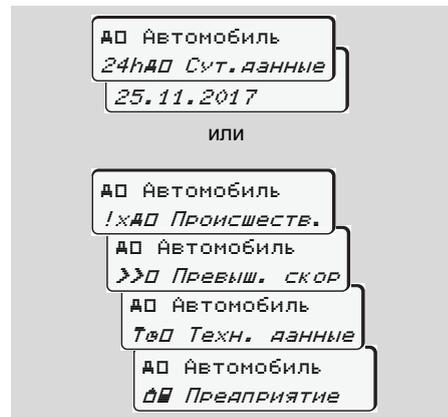 Автомобиль
24h Сут.данные
25.11.2017
или
Автомобиль
!x Происшеств.
Автомобиль
>> Превыш. скор
Автомобиль
T Техн. данные
Автомобиль
Предприятие